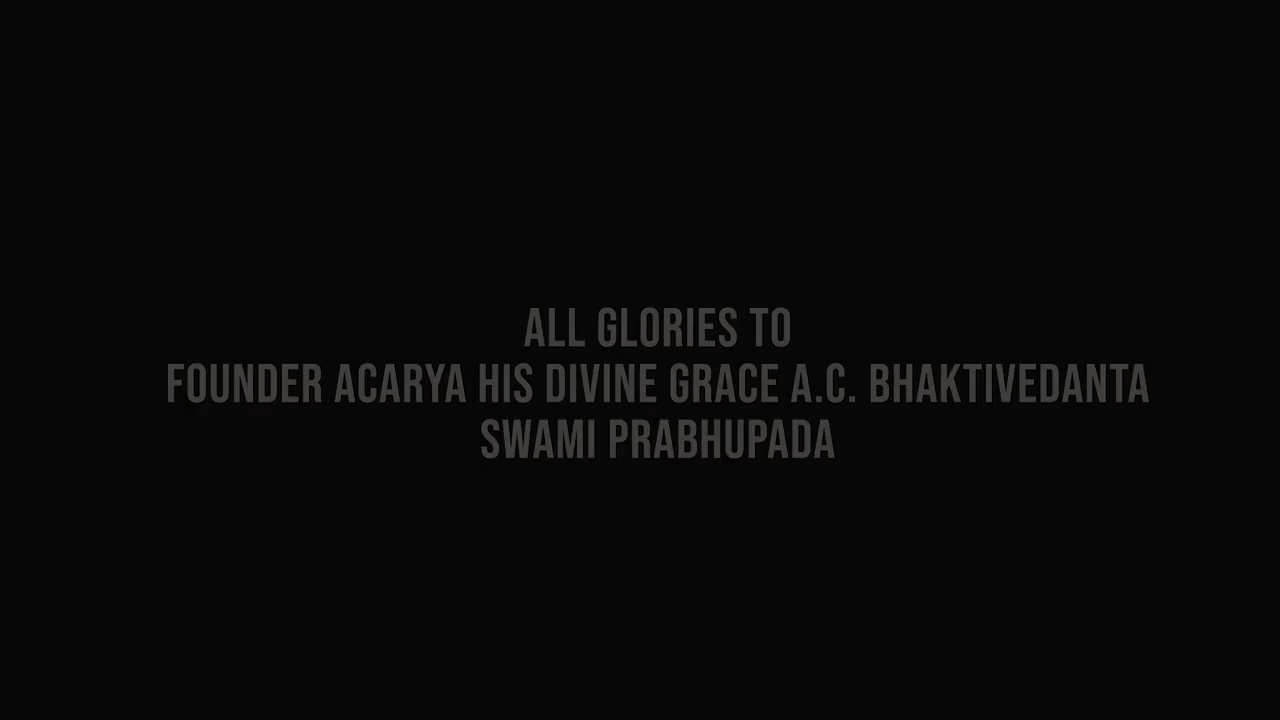 ALL GLORIES TO
FOUNDER ACARYA HIS DIVINE GRACE A.C. BHAKTIVEDANTA
SWAMI PRABHUPADA